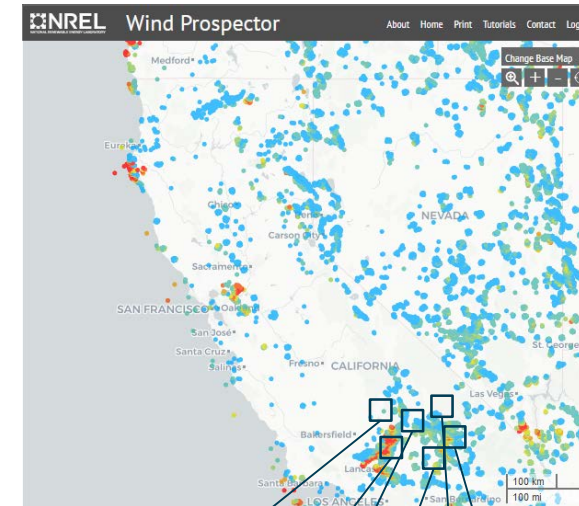 NREL
NATIONAL RENEWABLE ENERGY LABORATORY
Wind Prospector
About Home Print Tutorials Contact Log
Medford
Change Base Map
Eureka
Chico
Reno
NEVADA
Carson City
Sacramento
SAN FRANCISCO
San José
St. George
Santa Cruz
Salinas
Fresno
CALIFORNIA
Las Vegas
Bakersfield
Lancas
Santa Barbara
100 km
LOS ANGELES
San Bernardino
100 mi